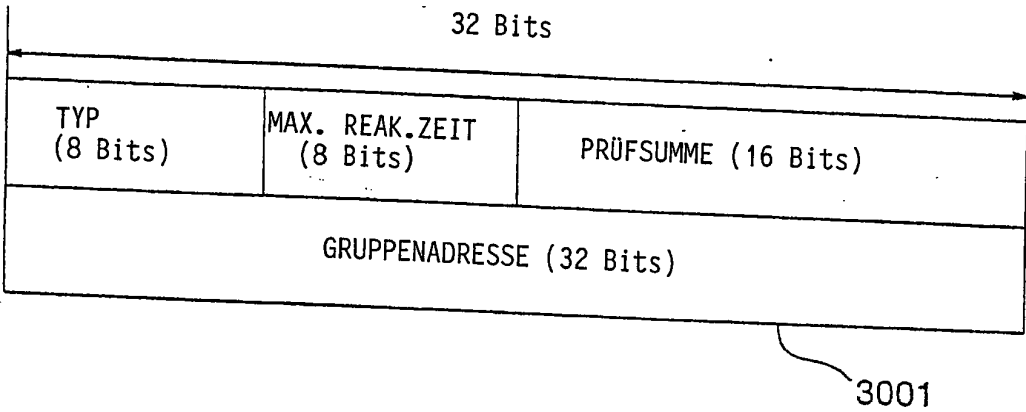 32 Bits
TYP
(8 Bits)
MAX. REAK.ZEIT
(8 Bits)
PRÜFSUMME (16 Bits)
GRUPPENADRESSE (32 Bits)
3001